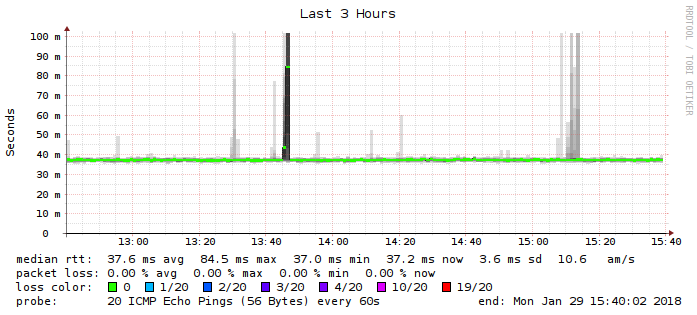 Last 3 Hours
RRDTOOL / TOBI OETIKER
Seconds
100 m
90 m
80 m
70 m
60 m
50 m
40 m
30 m
20 m
10 m
0
13:00 13:20 13:40 14:00 14:20 14:40 15:00 15:20 15:40
median rtt: 37.6 ms avg 84.5 ms max 37.0 ms min 37.2 ms now 3.6 ms sd 10.6 am/s
packet loss: 0.00 % avg 0.00 % max 0.00 % min 0.00 % now
loss color: 0 1/20 2/20 3/20 4/20 10/20 19/20
probe: 20 ICMP Echo Pings (56 Bytes) every 60s end: Mon Jan 29 15:40:02 2018